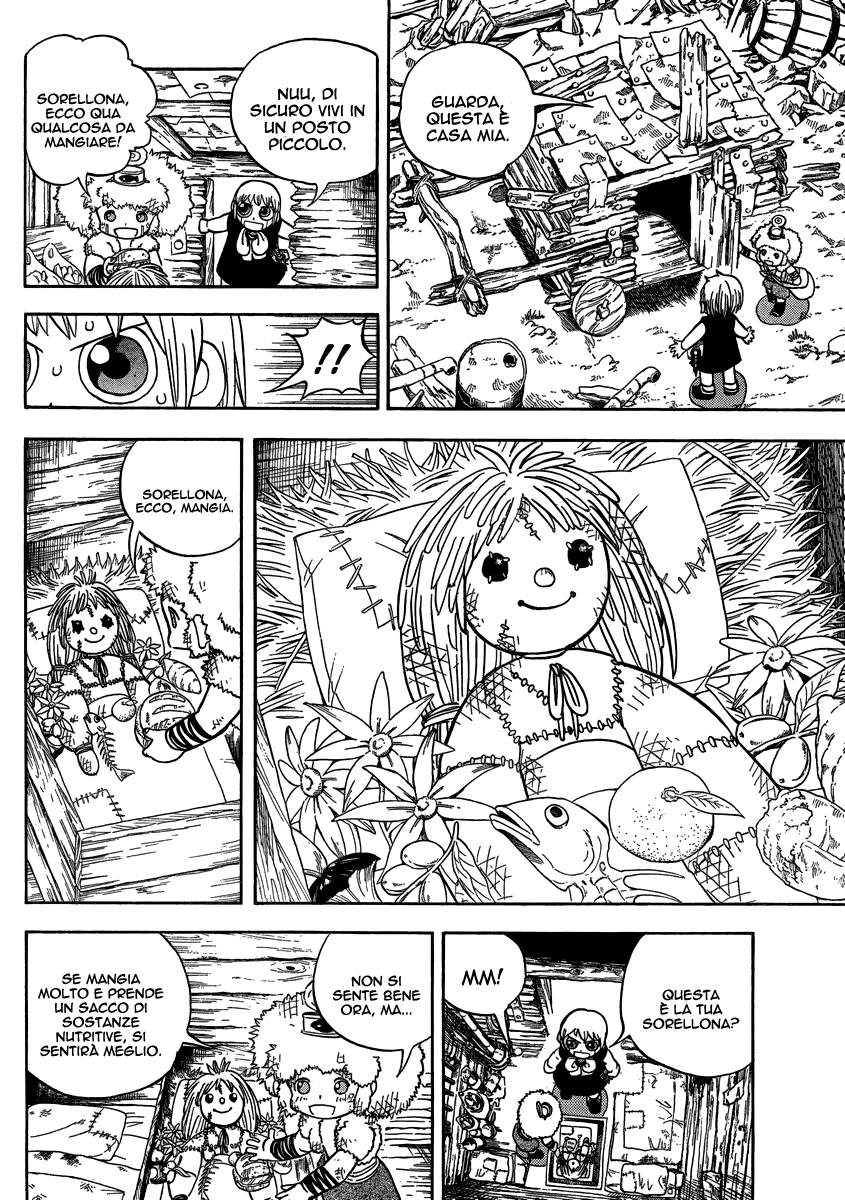 GUARDA,
QUESTA È
CASA MIA.
NUU, DI
SICURO VIVI IN
UN POSTO
PICCOLO.
SORELLONA,
ECCO QUA
QUALCOSA DA
MANGIARE!
!!
SORELLONA,
ECCO, MANGIA.
QUESTA
È LA TUA
SORELLONA?
MM!
NON SI
SENTE BENE
ORA, MA...
SE MANGIA
MOLTO E PRENDE
UN SACCO DI
SOSTANZE
NUTRITIVE, SI
SENTIRÀ MEGLIO.